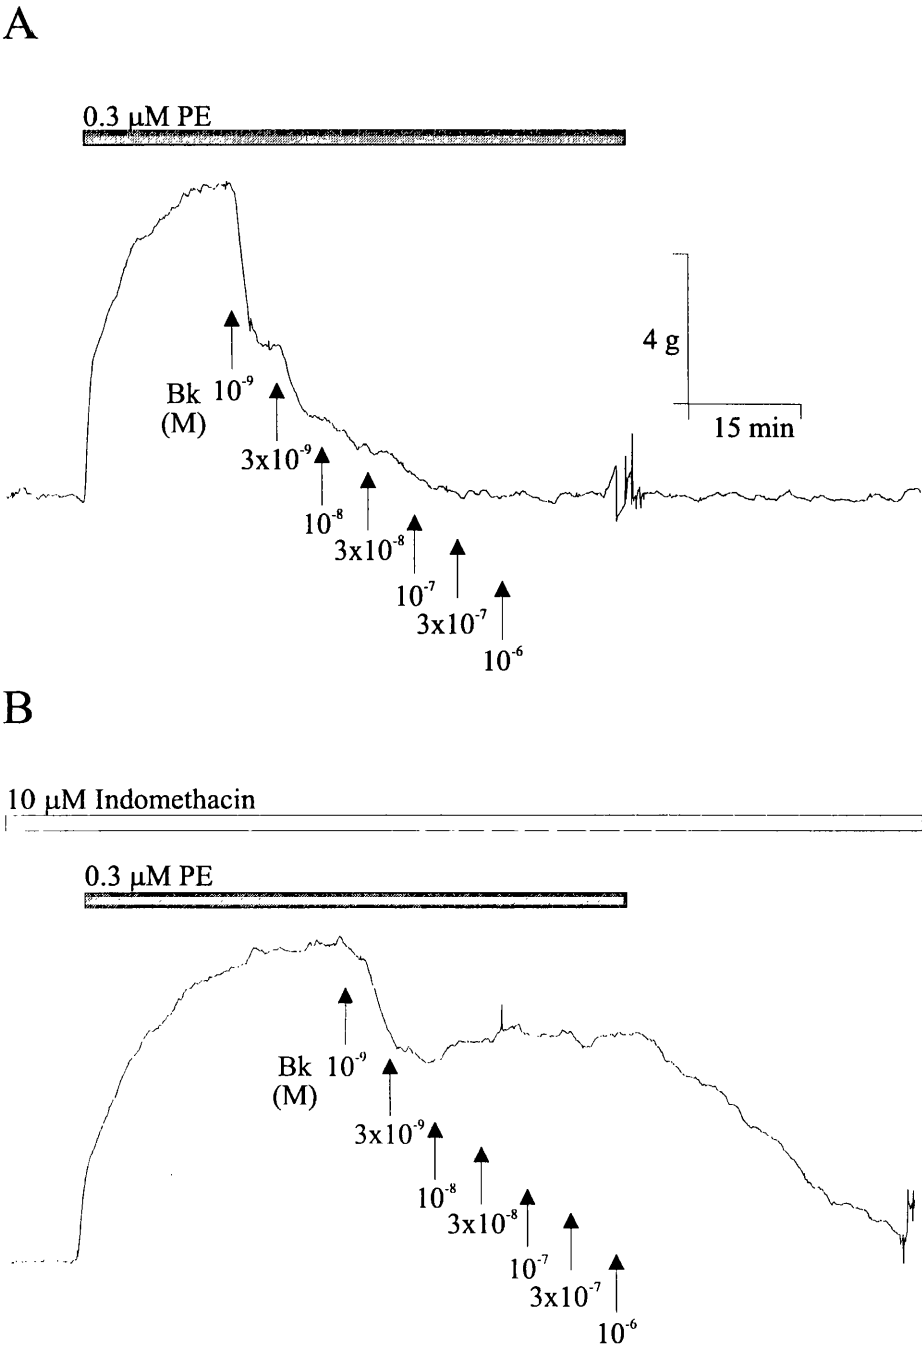 A
0.3 μM PE
4 g
15 min
Bk 10⁻⁹
(M)
3x10⁻⁹
10⁻⁸
3x10⁻⁸
10⁻⁷
3x10⁻⁷
10⁻⁶
B
10 μM Indomethacin
0.3 μM PE
Bk 10⁻⁹
(M)
3x10⁻⁹
10⁻⁸
3x10⁻⁸
10⁻⁷
3x10⁻⁷
10⁻⁶